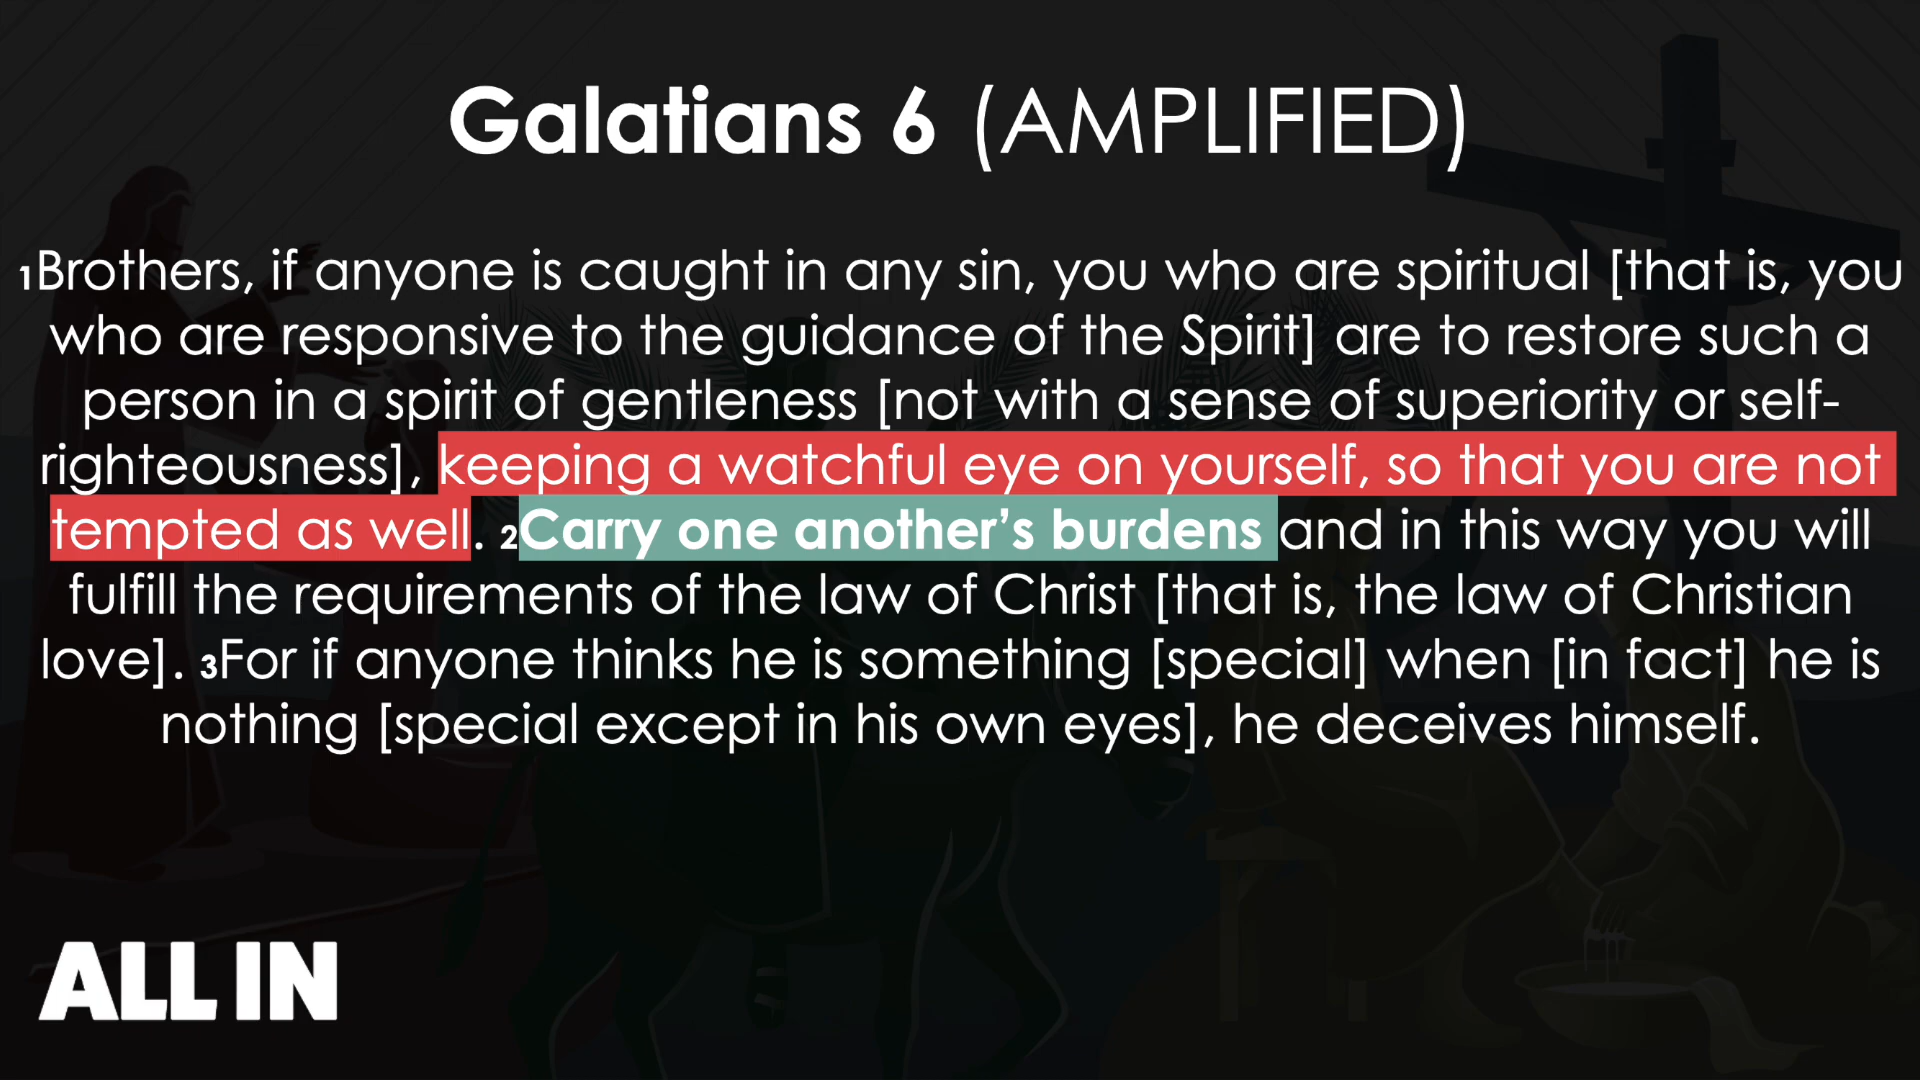 Galatians 6 (AMPLIFIED)
1Brothers, if anyone is caught in any sin, you who are spiritual [that is, you
who are responsive to the guidance of the Spirit] are to restore such a
person in a spirit of gentleness [not with a sense of superiority or self-
righteousness], keeping a watchful eye on yourself, so that you are not
tempted as well. 2Carry one another’s burdens and in this way you will
fulfill the requirements of the law of Christ [that is, the law of Christian
love]. 3For if anyone thinks he is something [special] when [in fact] he is
nothing [special except in his own eyes], he deceives himself.
ALL IN